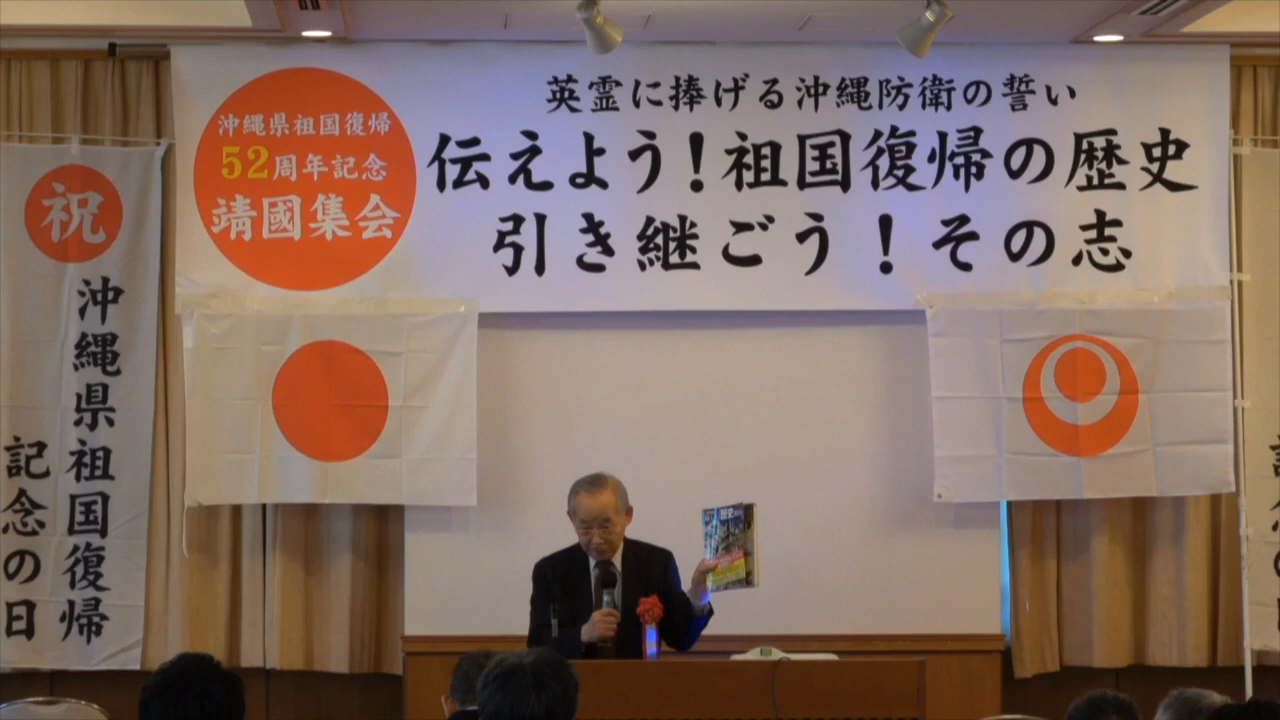 英霊に捧げる沖縄防衛の誓い
伝えよう！祖国復帰の歴史
引き継ごう！その志
沖縄県祖国復帰
52周年記念
靖國集会
祝
沖縄県祖国復帰
記念の日
歴史